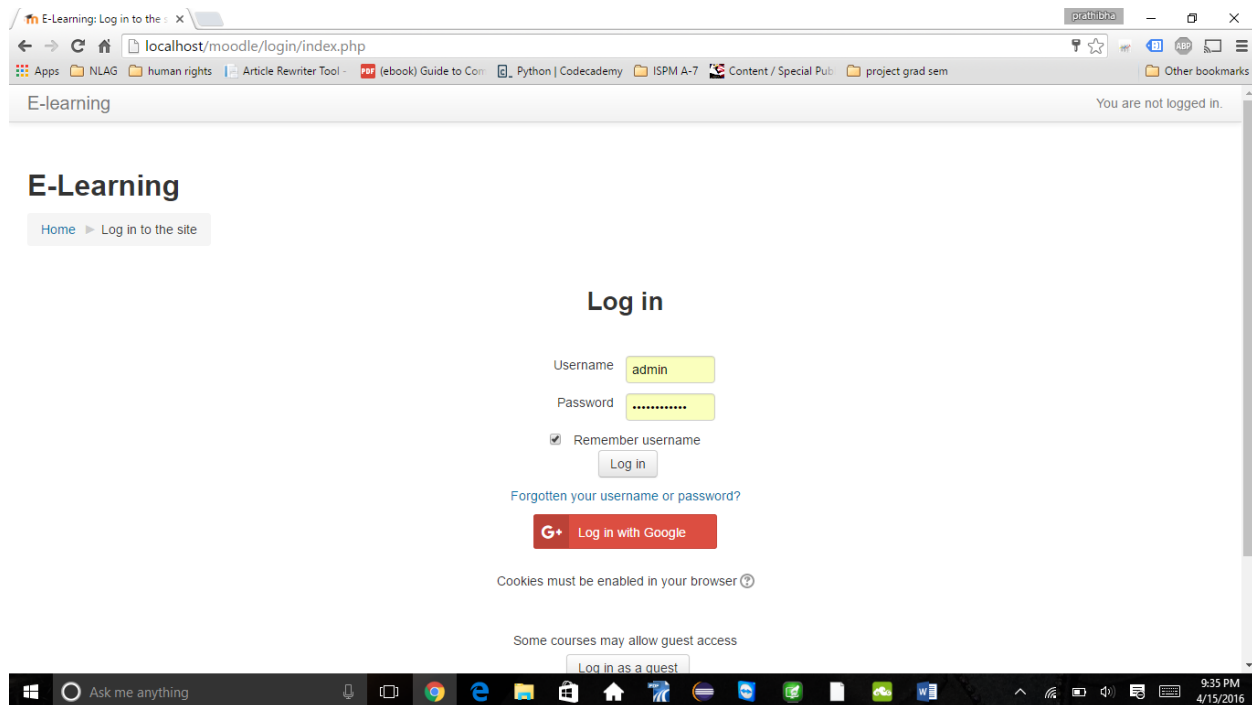 E-Learning: Log in to the s
prathibha
localhost/moodle/login/index.php
Apps NLAG human rights Article Rewriter Tool - (ebook) Guide to Com Python | Codecademy ISPM A-7 Content / Special Pub project grad sem Other bookmarks
E-learning You are not logged in.
E-Learning
Home Log in to the site
Log in
Username admin
Password
Remember username
Log in
Forgotten your username or password?
G+ Log in with Google
Cookies must be enabled in your browser ?
Some courses may allow guest access
Log in as a guest
Ask me anything
9:35 PM
4/15/2016